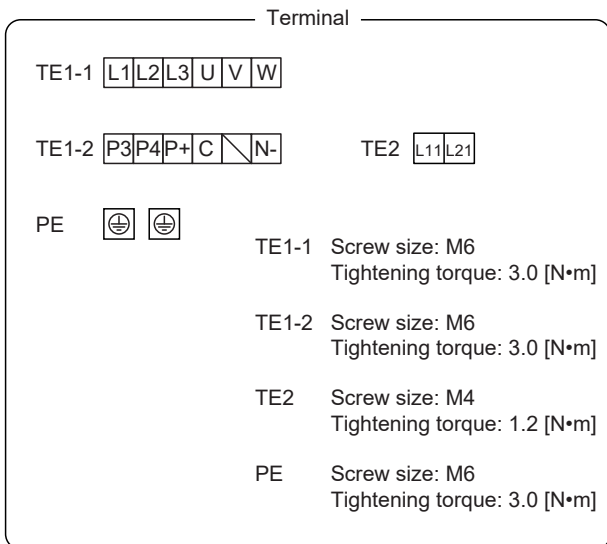 Terminal
TE1-1 L1 L2 L3 U V W
TE1-2 P3 P4 P+ C N- TE2 L11 L21
PE
TE1-1 Screw size: M6
Tightening torque: 3.0 [N•m]
TE1-2 Screw size: M6
Tightening torque: 3.0 [N•m]
TE2 Screw size: M4
Tightening torque: 1.2 [N•m]
PE Screw size: M6
Tightening torque: 3.0 [N•m]